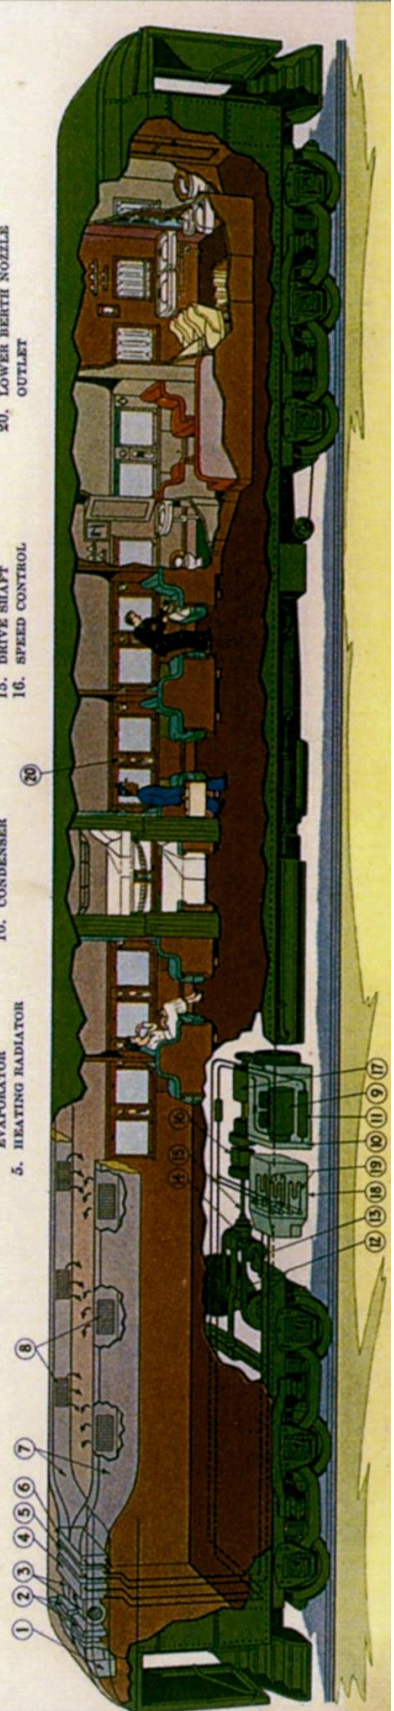 EVAPORATOR
5. HEATING RADIATOR
10. CONDENSER
15. DRIVE SHAFT
16. SPEED CONTROL
20. LOWER BERTH NOZZLE
OUTLET
1 2 3 4 5 6 7 8
20
14 15 16
12 13 18 19 10 11 9 17